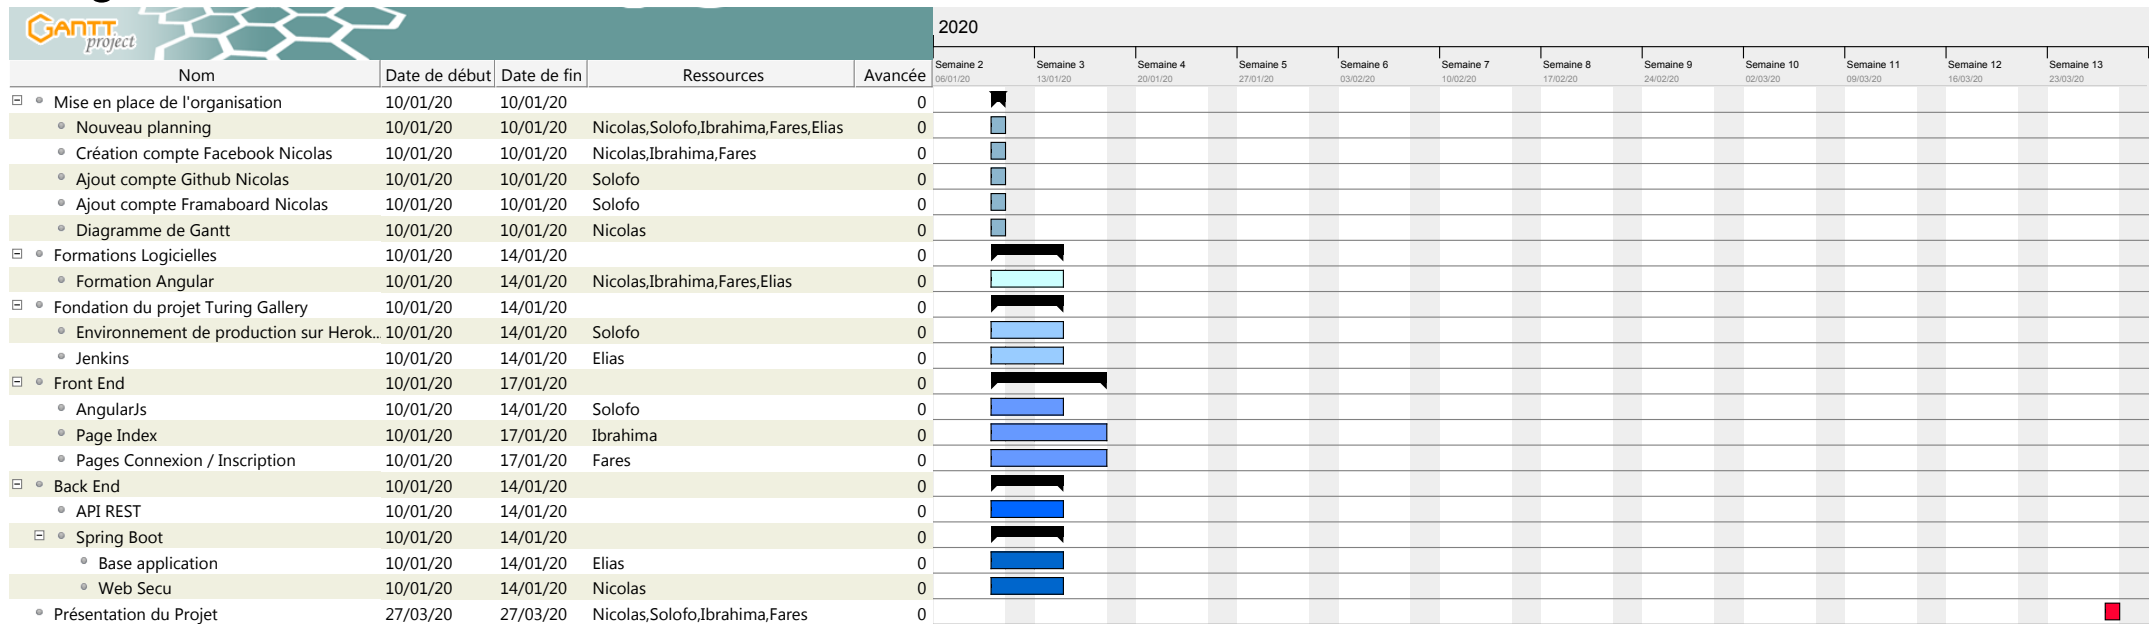 GANTT project
2020
Semaine 2 Semaine 3 Semaine 4 Semaine 5 Semaine 6 Semaine 7 Semaine 8 Semaine 9 Semaine 10 Semaine 11 Semaine 12 Semaine 13
06/01/20 13/01/20 20/01/20 27/01/20 03/02/20 10/02/20 17/02/20 24/02/20 02/03/20 09/03/20 16/03/20 23/03/20
Nom Date de début Date de fin Ressources Avancée
Mise en place de l'organisation 10/01/20 10/01/20 0
Nouveau planning 10/01/20 10/01/20 Nicolas,Solofo,Ibrahima,Fares,Elias 0
Création compte Facebook Nicolas 10/01/20 10/01/20 Nicolas,Ibrahima,Fares 0
Ajout compte Github Nicolas 10/01/20 10/01/20 Solofo 0
Ajout compte Framaboard Nicolas 10/01/20 10/01/20 Solofo 0
Diagramme de Gantt 10/01/20 10/01/20 Nicolas 0
Formations Logicielles 10/01/20 14/01/20 0
Formation Angular 10/01/20 14/01/20 Nicolas,Ibrahima,Fares,Elias 0
Fondation du projet Turing Gallery 10/01/20 14/01/20 0
Environnement de production sur Herok... 10/01/20 14/01/20 Solofo 0
Jenkins 10/01/20 14/01/20 Elias 0
Front End 10/01/20 17/01/20 0
AngularJs 10/01/20 14/01/20 Solofo 0
Page Index 10/01/20 17/01/20 Ibrahima 0
Pages Connexion / Inscription 10/01/20 17/01/20 Fares 0
Back End 10/01/20 14/01/20 0
API REST 10/01/20 14/01/20 0
Spring Boot 10/01/20 14/01/20 0
Base application 10/01/20 14/01/20 Elias 0
Web Secu 10/01/20 14/01/20 Nicolas 0
Présentation du Projet 27/03/20 27/03/20 Nicolas,Solofo,Ibrahima,Fares 0